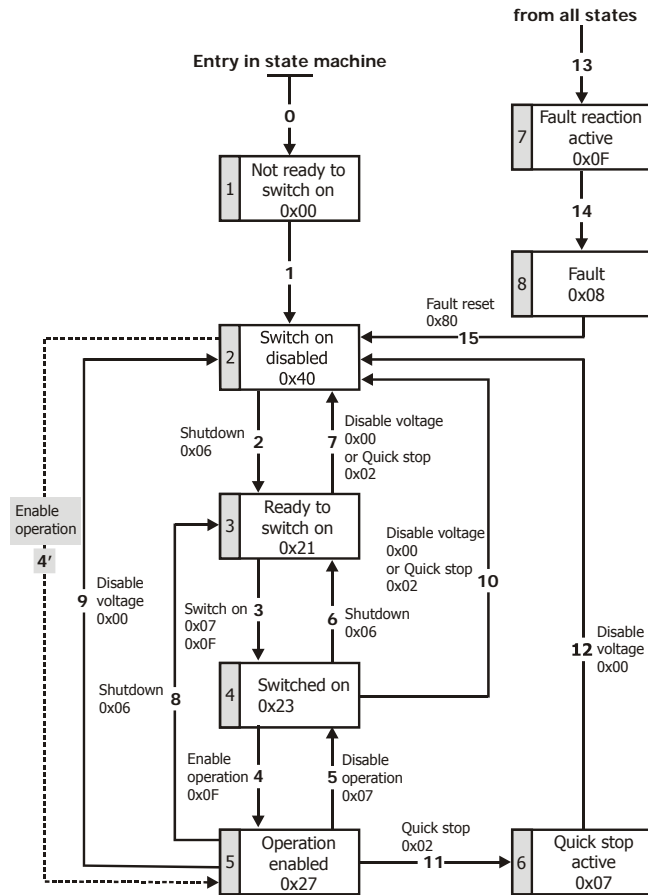 from all states
Entry in state machine
13
0
7
Fault reaction
active
0x0F
1
Not ready to
switch on
0x00
14
8
Fault
0x08
1
Fault reset
0x80
15
2
Switch on
disabled
0x40
Shutdown
0x06
2
7
Disable voltage
0x00
or Quick stop
0x02
Enable
operation
4'
3
Ready to
switch on
0x21
Disable voltage
0x00
or Quick stop
0x02
10
9
Disable
voltage
0x00
Switch on
0x07
0x0F
3
6
Shutdown
0x06
12
Disable
voltage
0x00
Shutdown
0x06
8
4
Switched on
0x23
Enable
operation
0x0F
4
5
Disable
operation
0x07
Quick stop
0x02
11
5
Operation
enabled
0x27
6
Quick stop
active
0x07